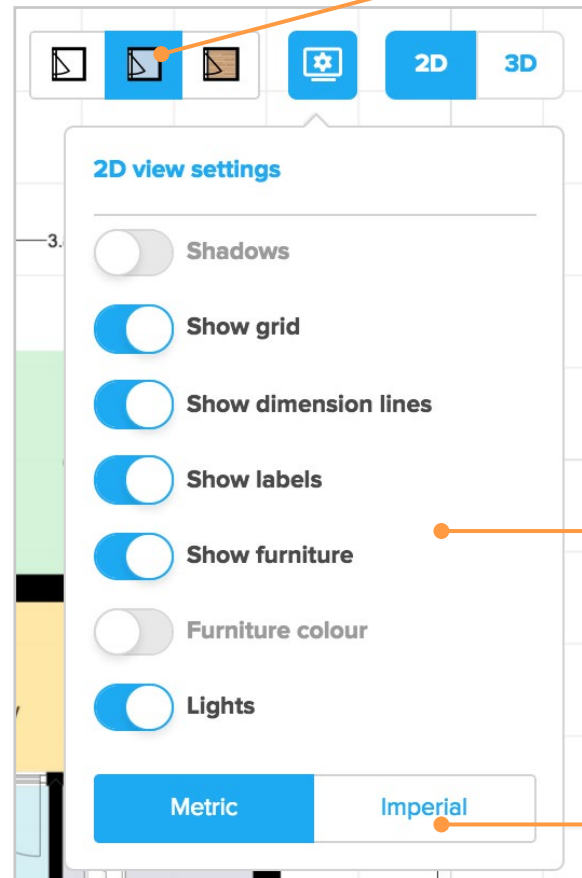 2D 3D
2D view settings
3.
Shadows
Show grid
Show dimension lines
Show labels
Show furniture
Furniture colour
Lights
Metric Imperial